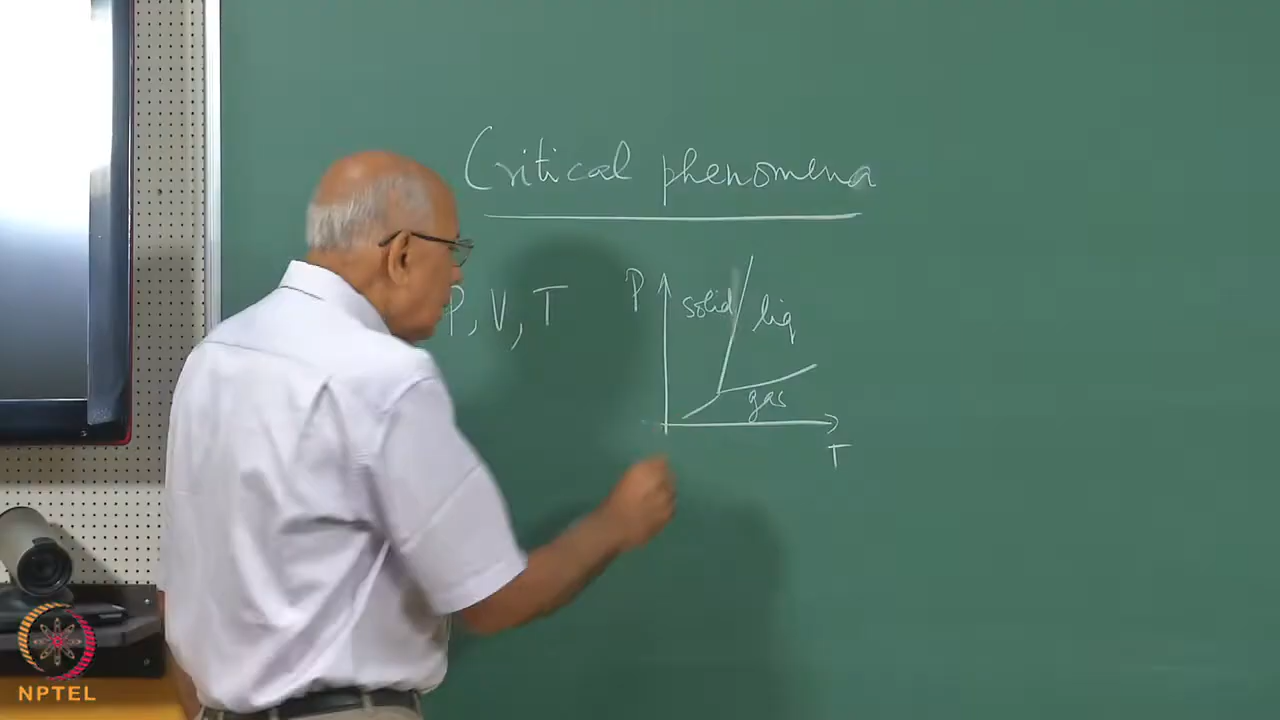 Critical phenomena
P, V, T
P
solid
liq
gas
T
NPTEL